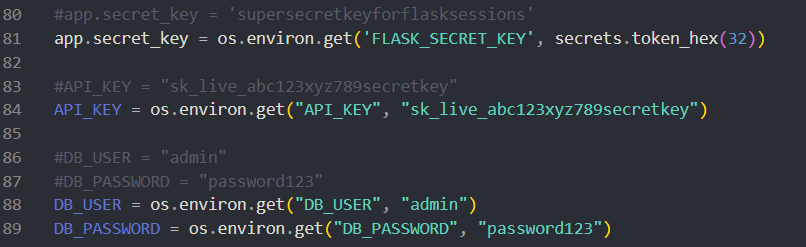 80 #app.secret_key = 'supersecretkeyforflasksessions'
81 app.secret_key = os.environ.get('FLASK_SECRET_KEY', secrets.token_hex(32))
82
83 #API_KEY = "sk_live_abc123xyz789secretkey"
84 API_KEY = os.environ.get("API_KEY", "sk_live_abc123xyz789secretkey")
85
86 #DB_USER = "admin"
87 #DB_PASSWORD = "password123"
88 DB_USER = os.environ.get("DB_USER", "admin")
89 DB_PASSWORD = os.environ.get("DB_PASSWORD", "password123")